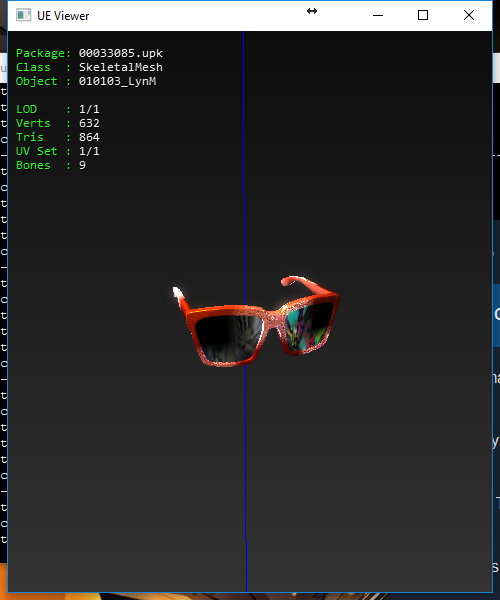 UE Viewer
Package: 00033085.upk
Class : SkeletalMesh
Object : 010103_LynM
LOD : 1/1
Verts : 632
Tris : 864
UV Set : 1/1
Bones : 9